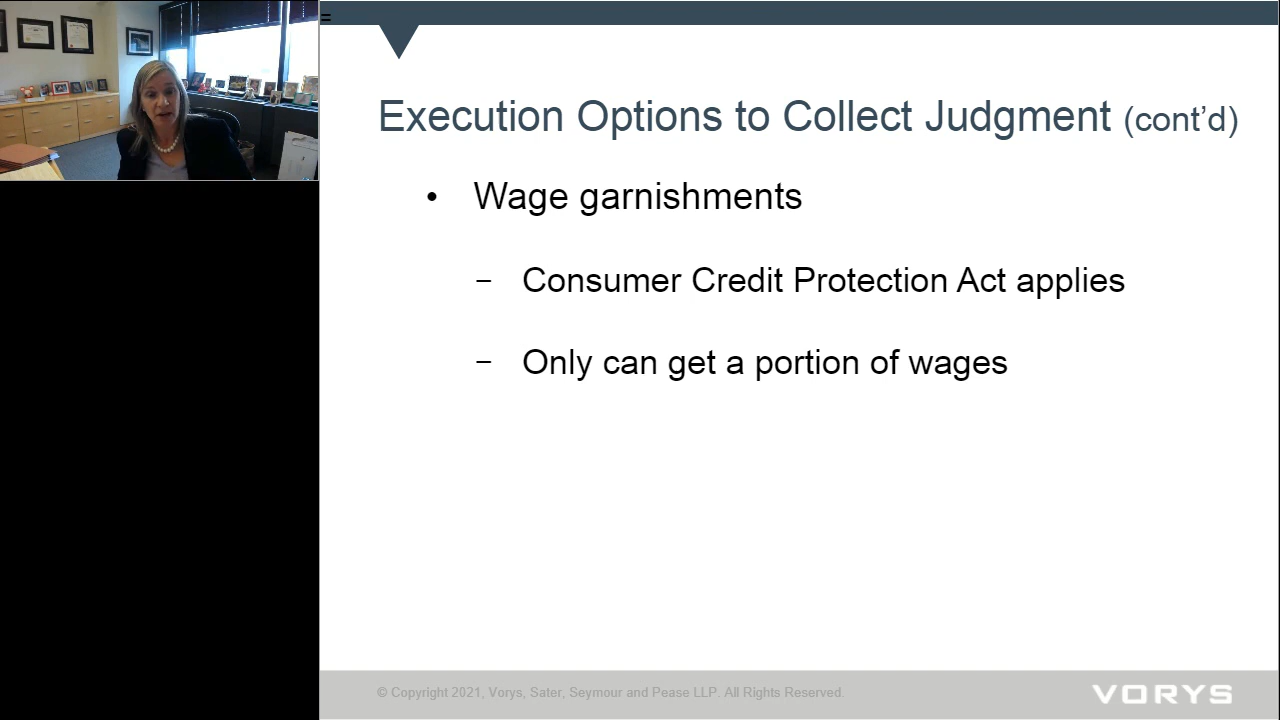 =
Execution Options to Collect Judgment (cont’d)
• Wage garnishments
− Consumer Credit Protection Act applies
− Only can get a portion of wages
© Copyright 2021, Vorys, Sater, Seymour and Pease LLP. All Rights Reserved.
VORYS